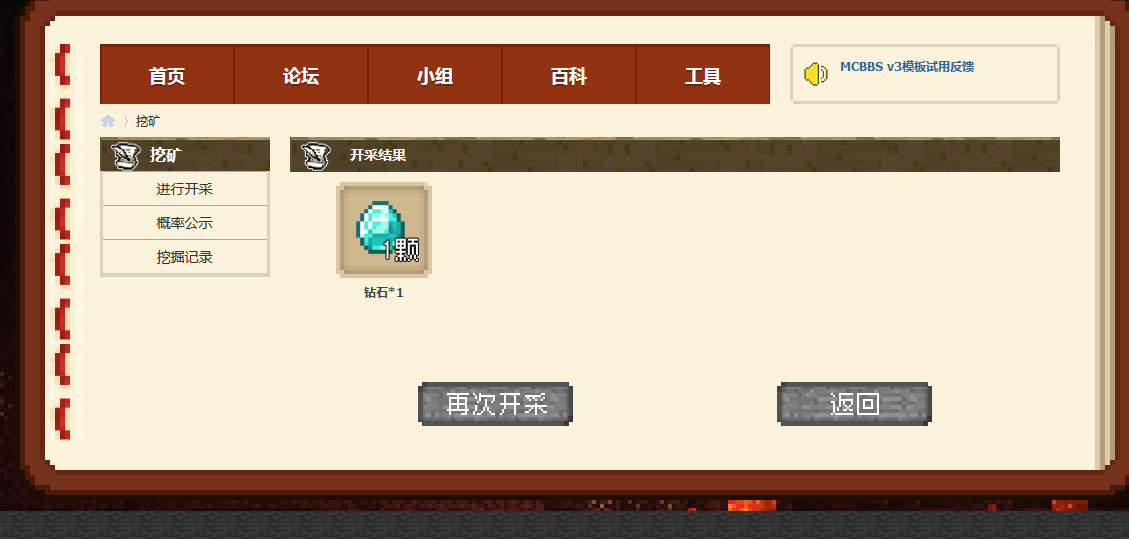 首页 论坛 小组 百科 工具
MCBBS v3模板试用反馈
挖矿
挖矿
进行开采
概率公示
挖掘记录
开采结果
1颗
钻石*1
再次开采 返回